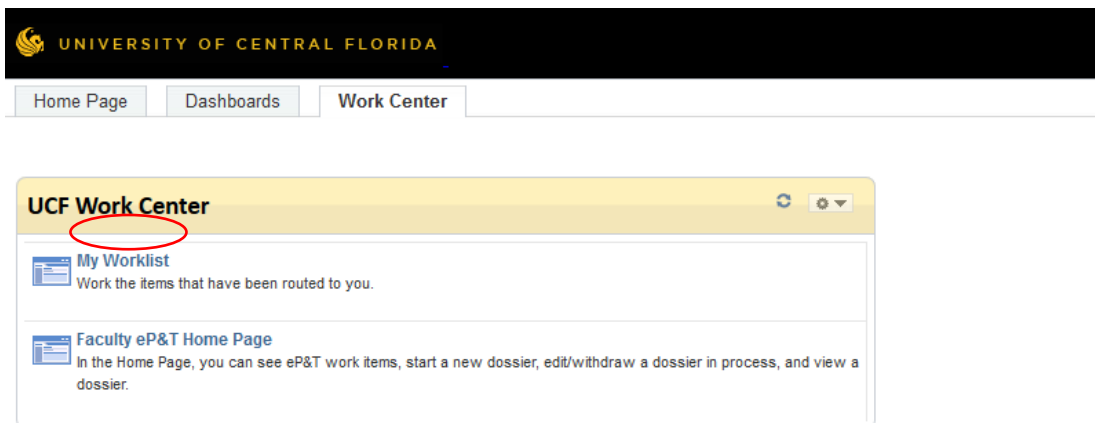 UNIVERSITY OF CENTRAL FLORIDA
Home Page Dashboards Work Center
UCF Work Center
My Worklist
Work the items that have been routed to you.
Faculty eP&T Home Page
In the Home Page, you can see eP&T work items, start a new dossier, edit/withdraw a dossier in process, and view a
dossier.